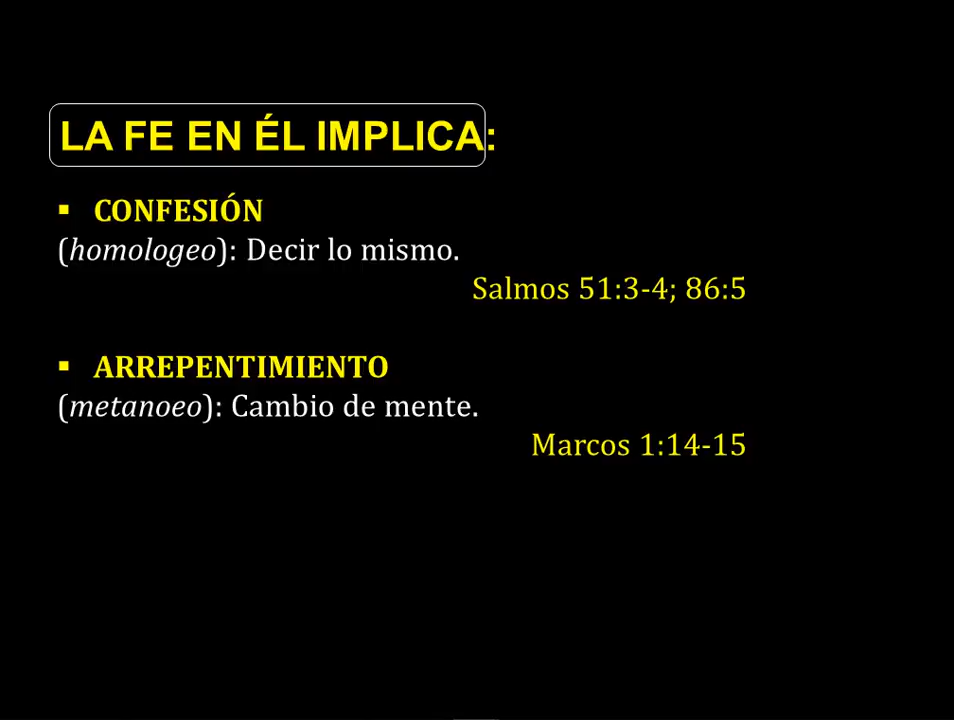 LA FE EN ÉL IMPLICA:
▪ CONFESIÓN
(homologeo): Decir lo mismo.
Salmos 51:3-4; 86:5
▪ ARREPENTIMIENTO
(metanoeo): Cambio de mente.
Marcos 1:14-15